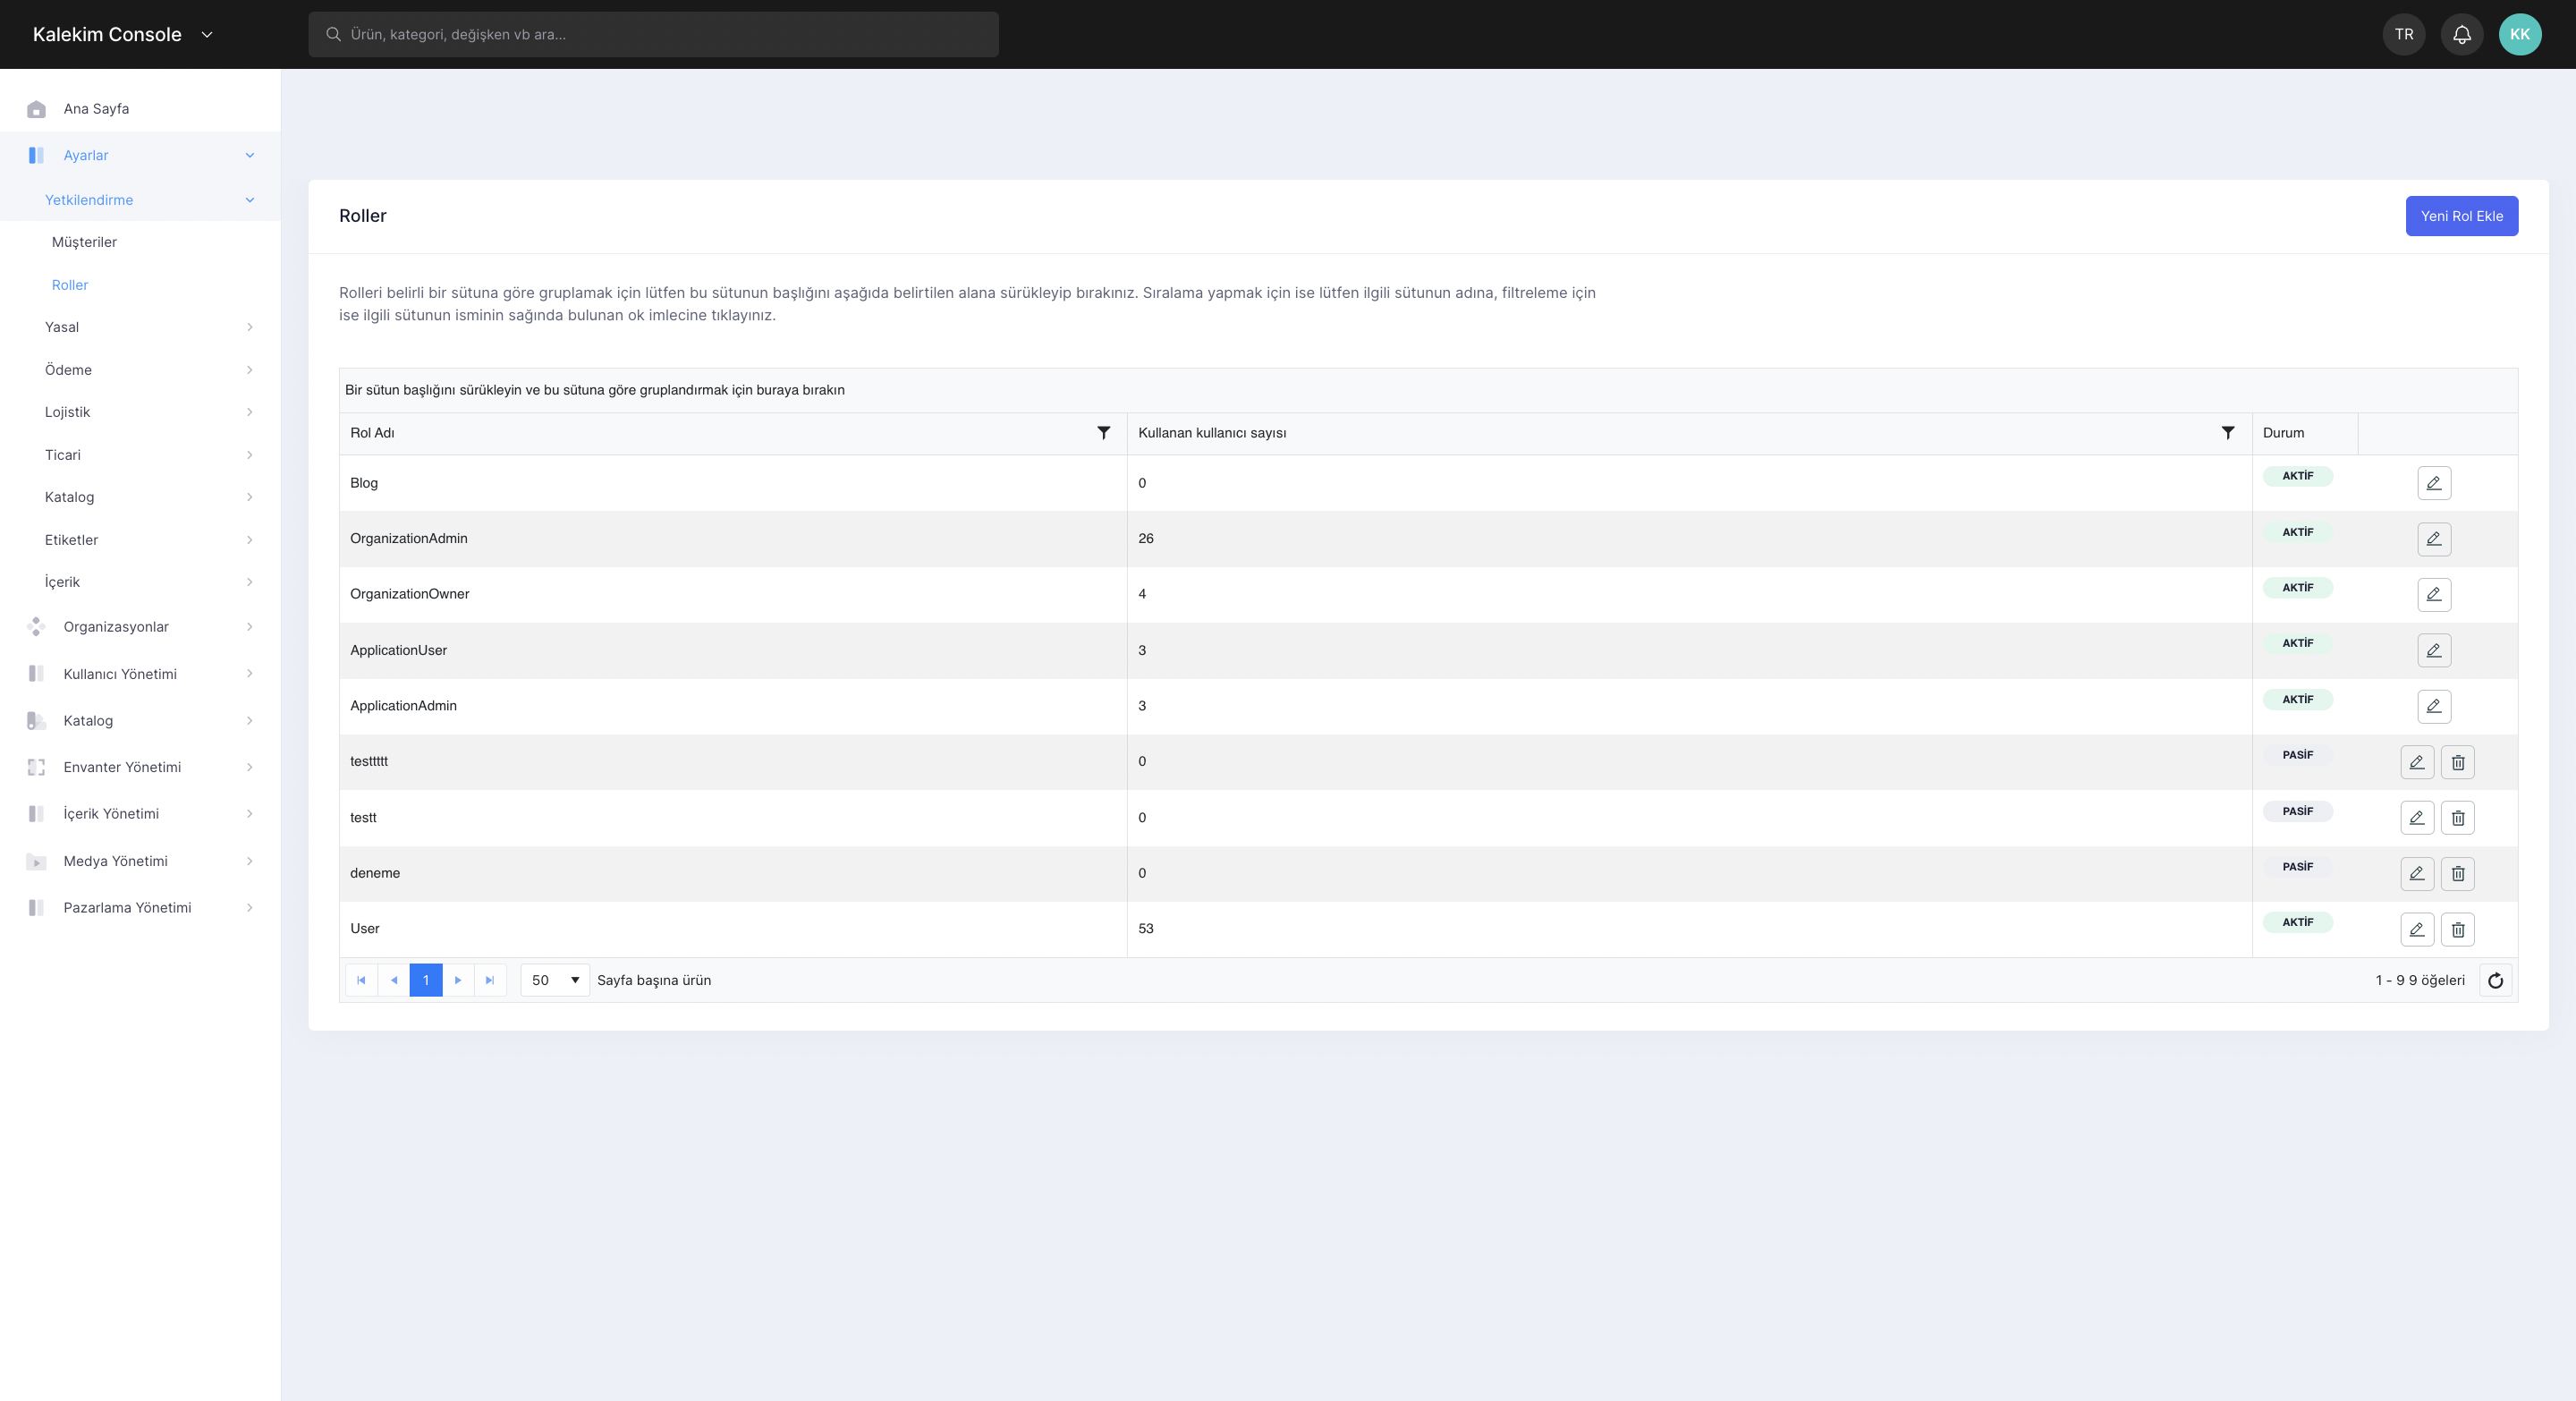 Kalekim Console
Ürün, kategori, değişken vb ara...
TR
KK
Ana Sayfa
Ayarlar
Yetkilendirme
Müşteriler
Roller
Yasal
Ödeme
Lojistik
Ticari
Katalog
Etiketler
İçerik
Organizasyonlar
Kullanıcı Yönetimi
Katalog
Envanter Yönetimi
İçerik Yönetimi
Medya Yönetimi
Pazarlama Yönetimi
Roller
Yeni Rol Ekle
Rolleri belirli bir sütuna göre gruplamak için lütfen bu sütunun başlığını aşağıda belirtilen alana sürükleyip bırakınız. Sıralama yapmak için ise lütfen ilgili sütunun adına, filtreleme için
ise ilgili sütunun isminin sağında bulunan ok imlecine tıklayınız.
Bir sütun başlığını sürükleyin ve bu sütuna göre gruplandırmak için buraya bırakın
Rol Adı Kullanan kullanıcı sayısı Durum
Blog 0 AKTİF
OrganizationAdmin 26 AKTİF
OrganizationOwner 4 AKTİF
ApplicationUser 3 AKTİF
ApplicationAdmin 3 AKTİF
testtttt 0 PASİF
testt 0 PASİF
deneme 0 PASİF
User 53 AKTİF
1 50 Sayfa başına ürün 1 - 9 9 öğeleri